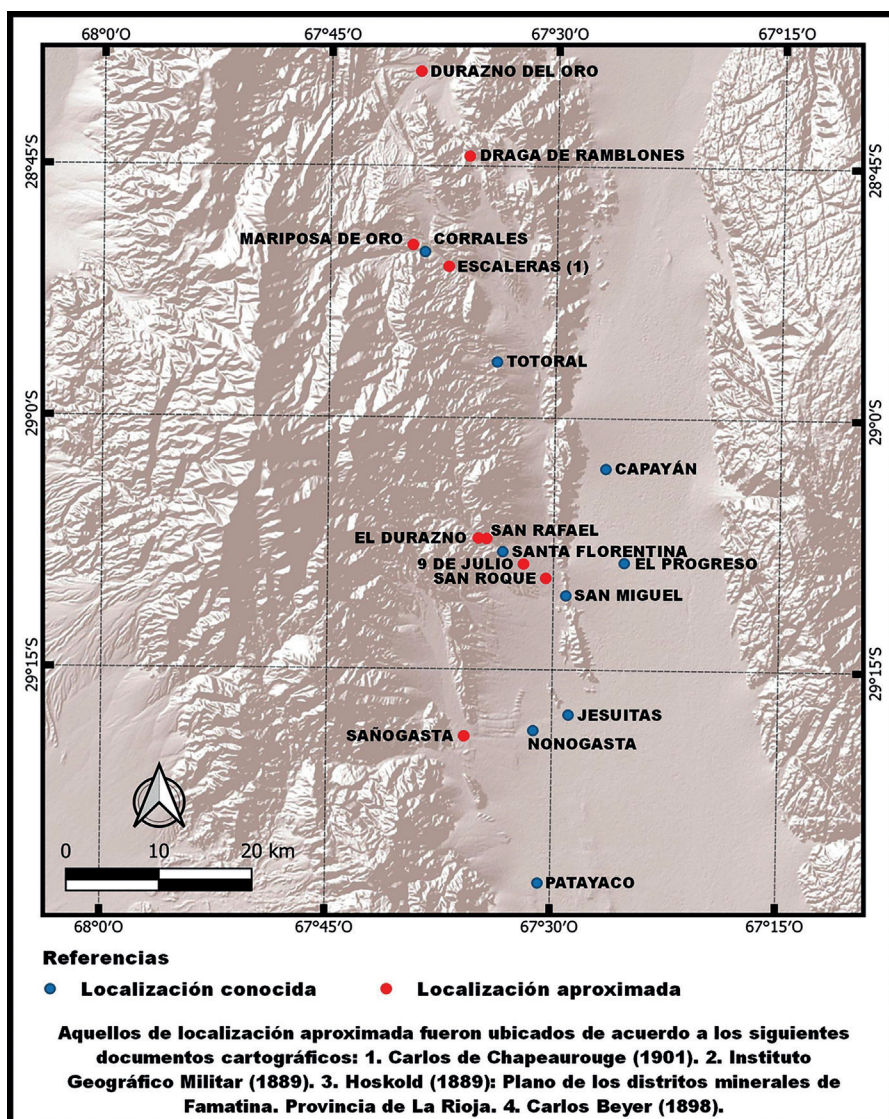 68°0′O 67°45′O 67°30′O 67°15′O
DURAZNO DEL ORO
28°45′S 28°45′S
DRAGA DE RAMBLONES
MARIPOSA DE ORO CORRALES
ESCALERAS (1)
TOTORAL
29°0′S 29°0′S
CAPAYÁN
SAN RAFAEL
EL DURAZNO
SANTA FLORENTINA
9 DE JULIO EL PROGRESO
SAN ROQUE
SAN MIGUEL
29°15′S 29°15′S
JESUITAS
SAÑOGASTA
NONOGASTA
0 10 20 km
PATAYACO
68°0′O 67°45′O 67°30′O 67°15′O
Referencias
Localización conocida Localización aproximada
Aquellos de localización aproximada fueron ubicados de acuerdo a los siguientes
documentos cartográficos: 1. Carlos de Chapeaurouge (1901). 2. Instituto
Geográfico Militar (1889). 3. Hoskold (1889): Plano de los distritos minerales de
Famatina. Provincia de La Rioja. 4. Carlos Beyer (1898).